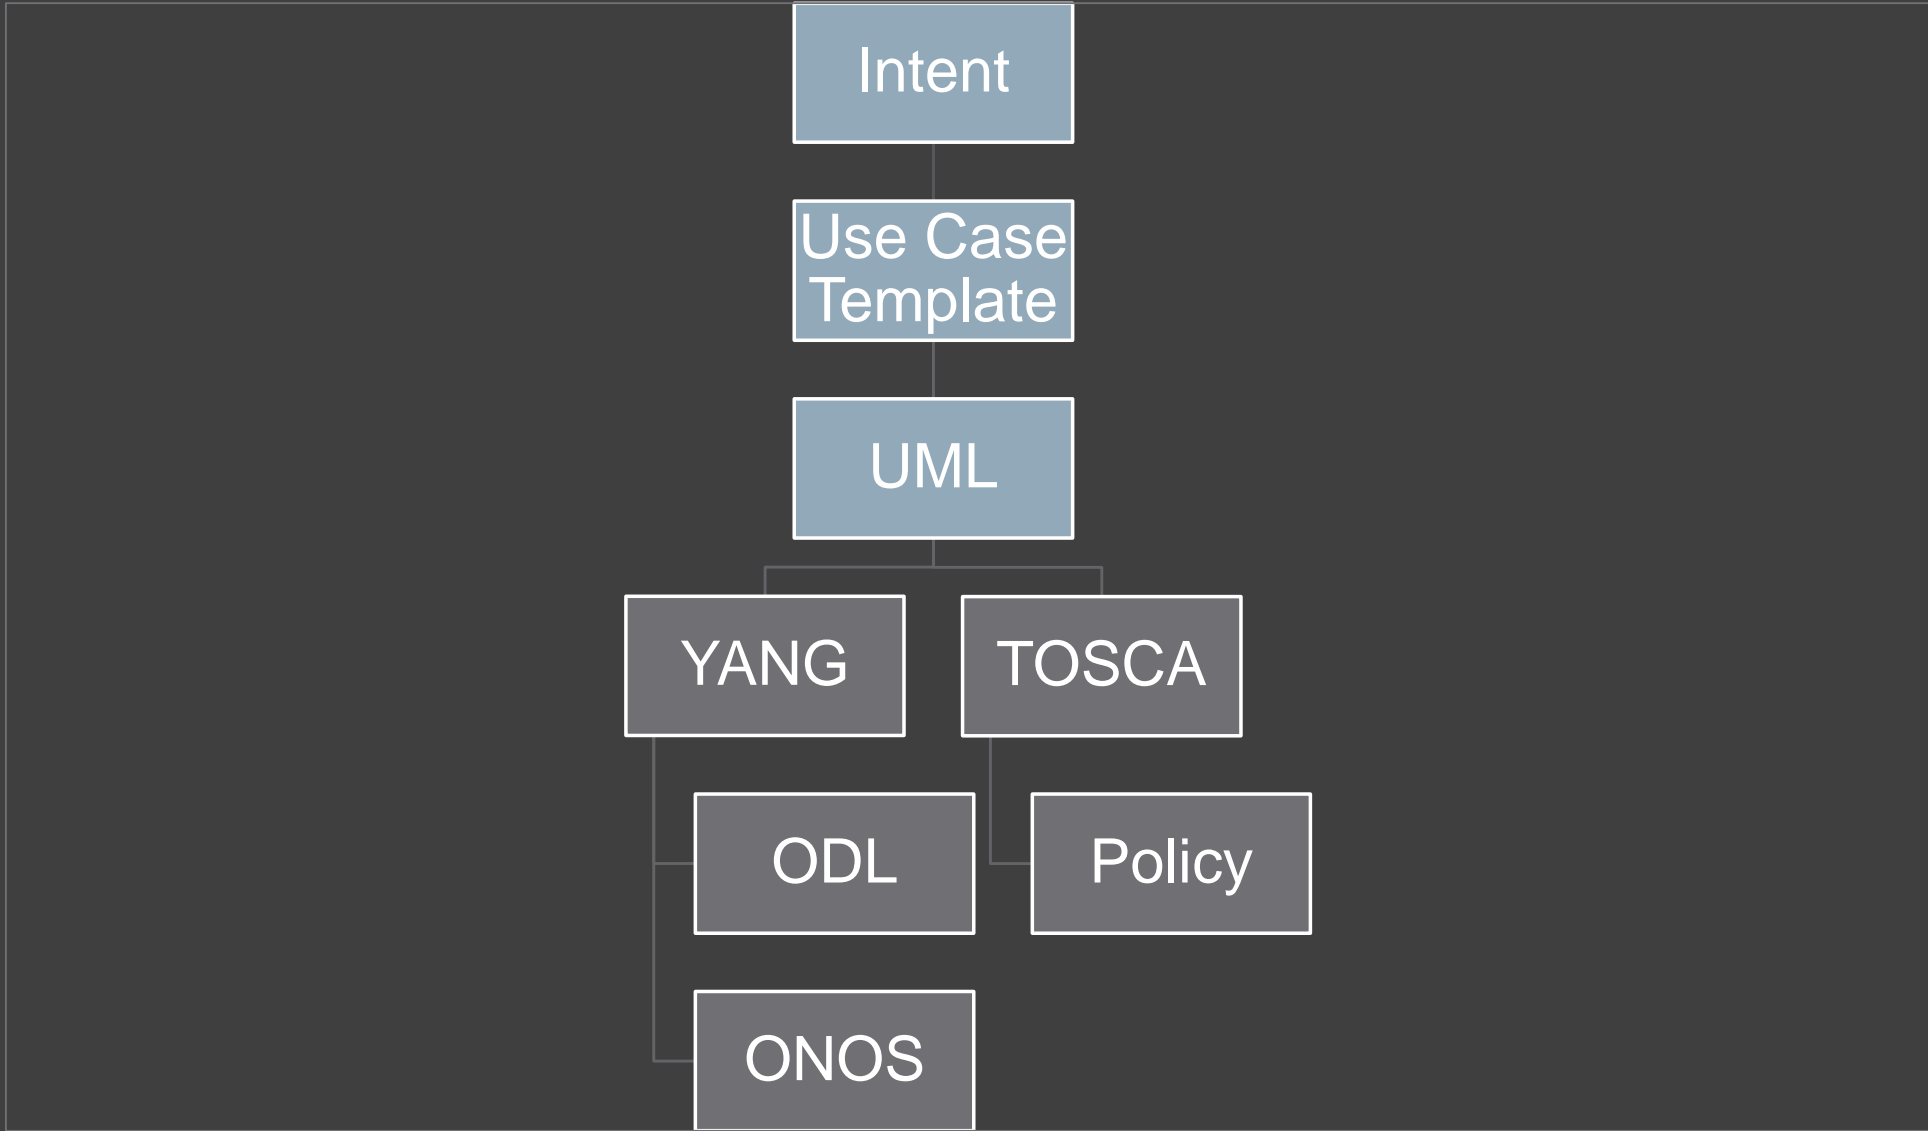 Intent
Use Case
Template
UML
YANG
TOSCA
ODL
Policy
ONOS